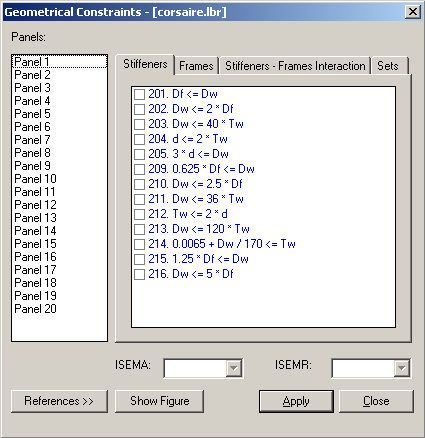 Geometrical Constraints - [corsaire.lbr]
Panels:
Panel 1
Panel 2
Panel 3
Panel 4
Panel 5
Panel 6
Panel 7
Panel 8
Panel 9
Panel 10
Panel 11
Panel 12
Panel 13
Panel 14
Panel 15
Panel 16
Panel 17
Panel 18
Panel 19
Panel 20
Stiffeners Frames Stiffeners - Frames Interaction Sets
201. Df <= Dw
202. Dw <= 2 * Df
203. Dw <= 40 * Tw
204. d <= 2 * Tw
205. 3 * d <= Dw
209. 0.625 * Df <= Dw
210. Dw <= 2.5 * Df
211. Dw <= 36 * Tw
212. Tw <= 2 * d
213. Dw <= 120 * Tw
214. 0.0065 + Dw / 170 <= Tw
215. 1.25 * Df <= Dw
216. Dw <= 5 * Df
ISEMA: ISEMR:
References >> Show Figure Apply Close